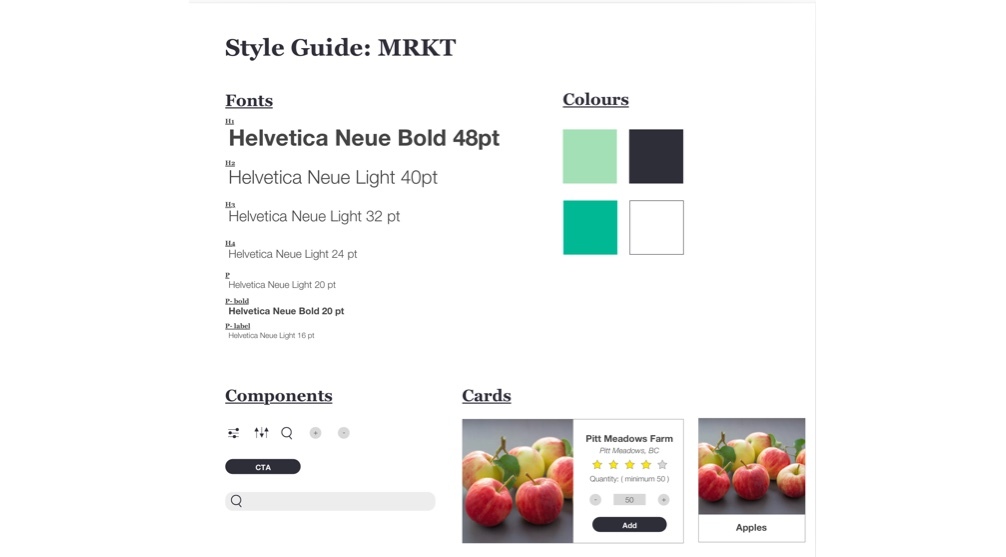 Style Guide: MRKT
Fonts
H1
Helvetica Neue Bold 48pt
H2
Helvetica Neue Light 40pt
H3
Helvetica Neue Light 32 pt
H4
Helvetica Neue Light 24 pt
P
Helvetica Neue Light 20 pt
P- bold
Helvetica Neue Bold 20 pt
P- label
Helvetica Neue Light 16 pt
Colours
Components
+
-
CTA
Cards
Pitt Meadows Farm
Pitt Meadows, BC
Quantity: ( minimum 50 )
- 50 +
Add
Apples